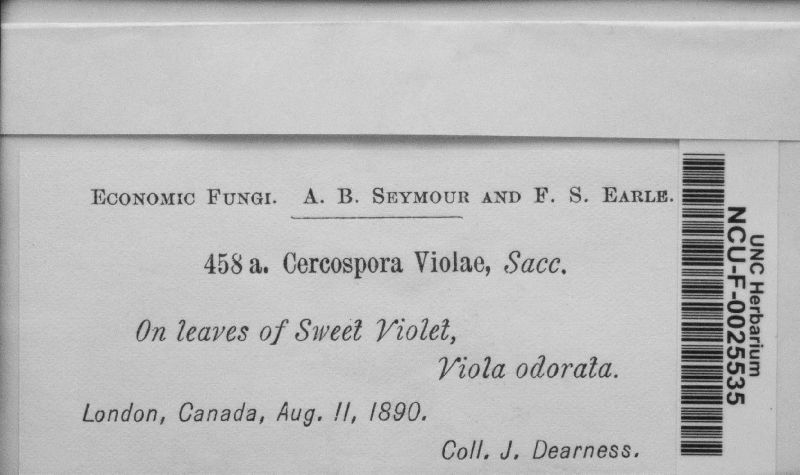 ECONOMIC FUNGI. A. B. SEYMOUR AND F. S. EARLE.
458 a. Cercospora Violae, Sacc.
On leaves of Sweet Violet,
Viola odorata.
London, Canada, Aug. 11, 1890.
Coll. J. Dearness.
UNC Herbarium
NCU-F-0025535